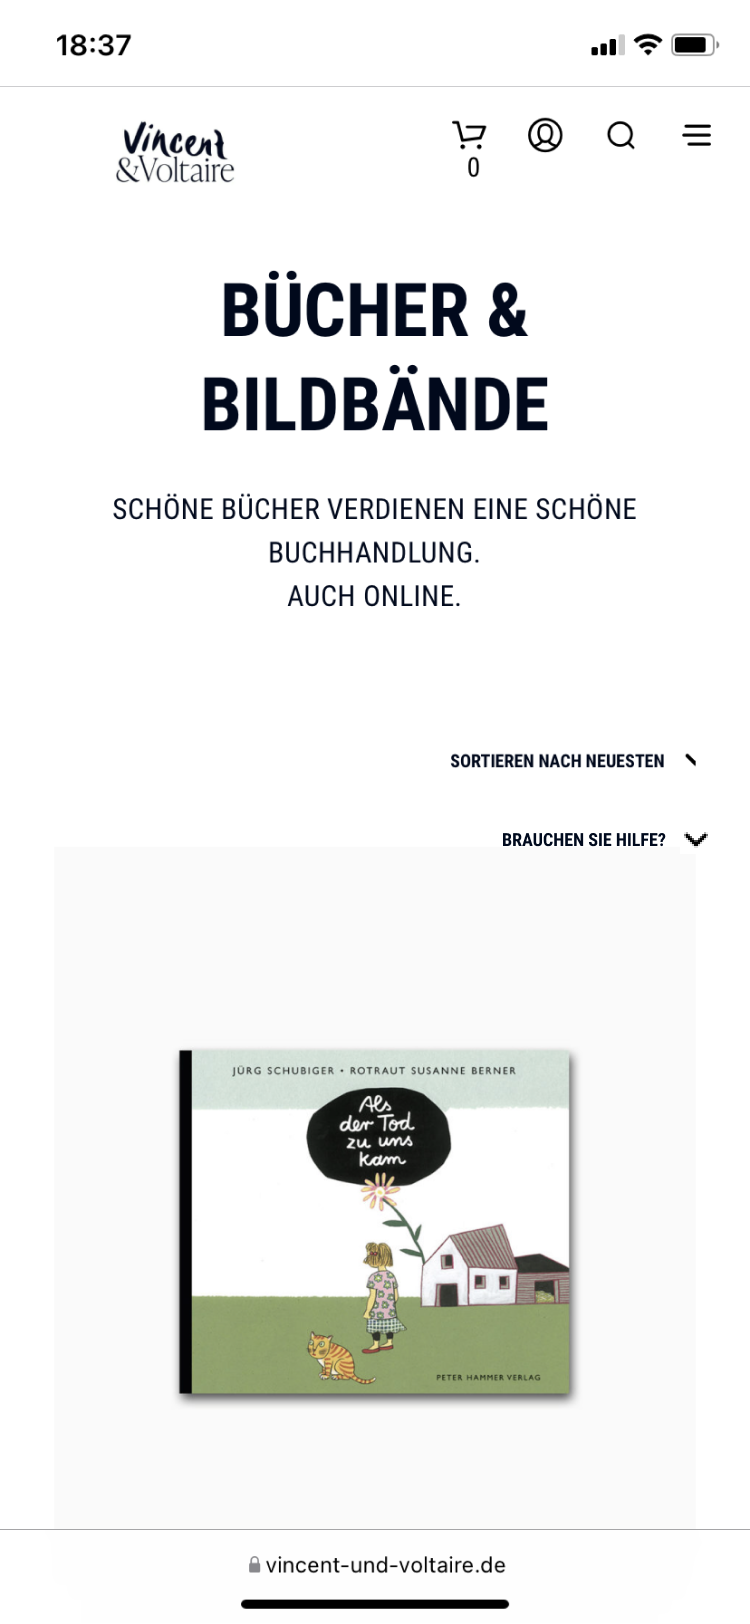 18:37
Vincent
&Voltaire
0
BÜCHER &
BILDBÄNDE
SCHÖNE BÜCHER VERDIENEN EINE SCHÖNE
BUCHHANDLUNG.
AUCH ONLINE.
SORTIEREN NACH NEUESTEN
BRAUCHEN SIE HILFE?
JÜRG SCHUBIGER • ROTRAUT SUSANNE BERNER
Als
der Tod
zu uns
kam
PETER HAMMER VERLAG
vincent-und-voltaire.de